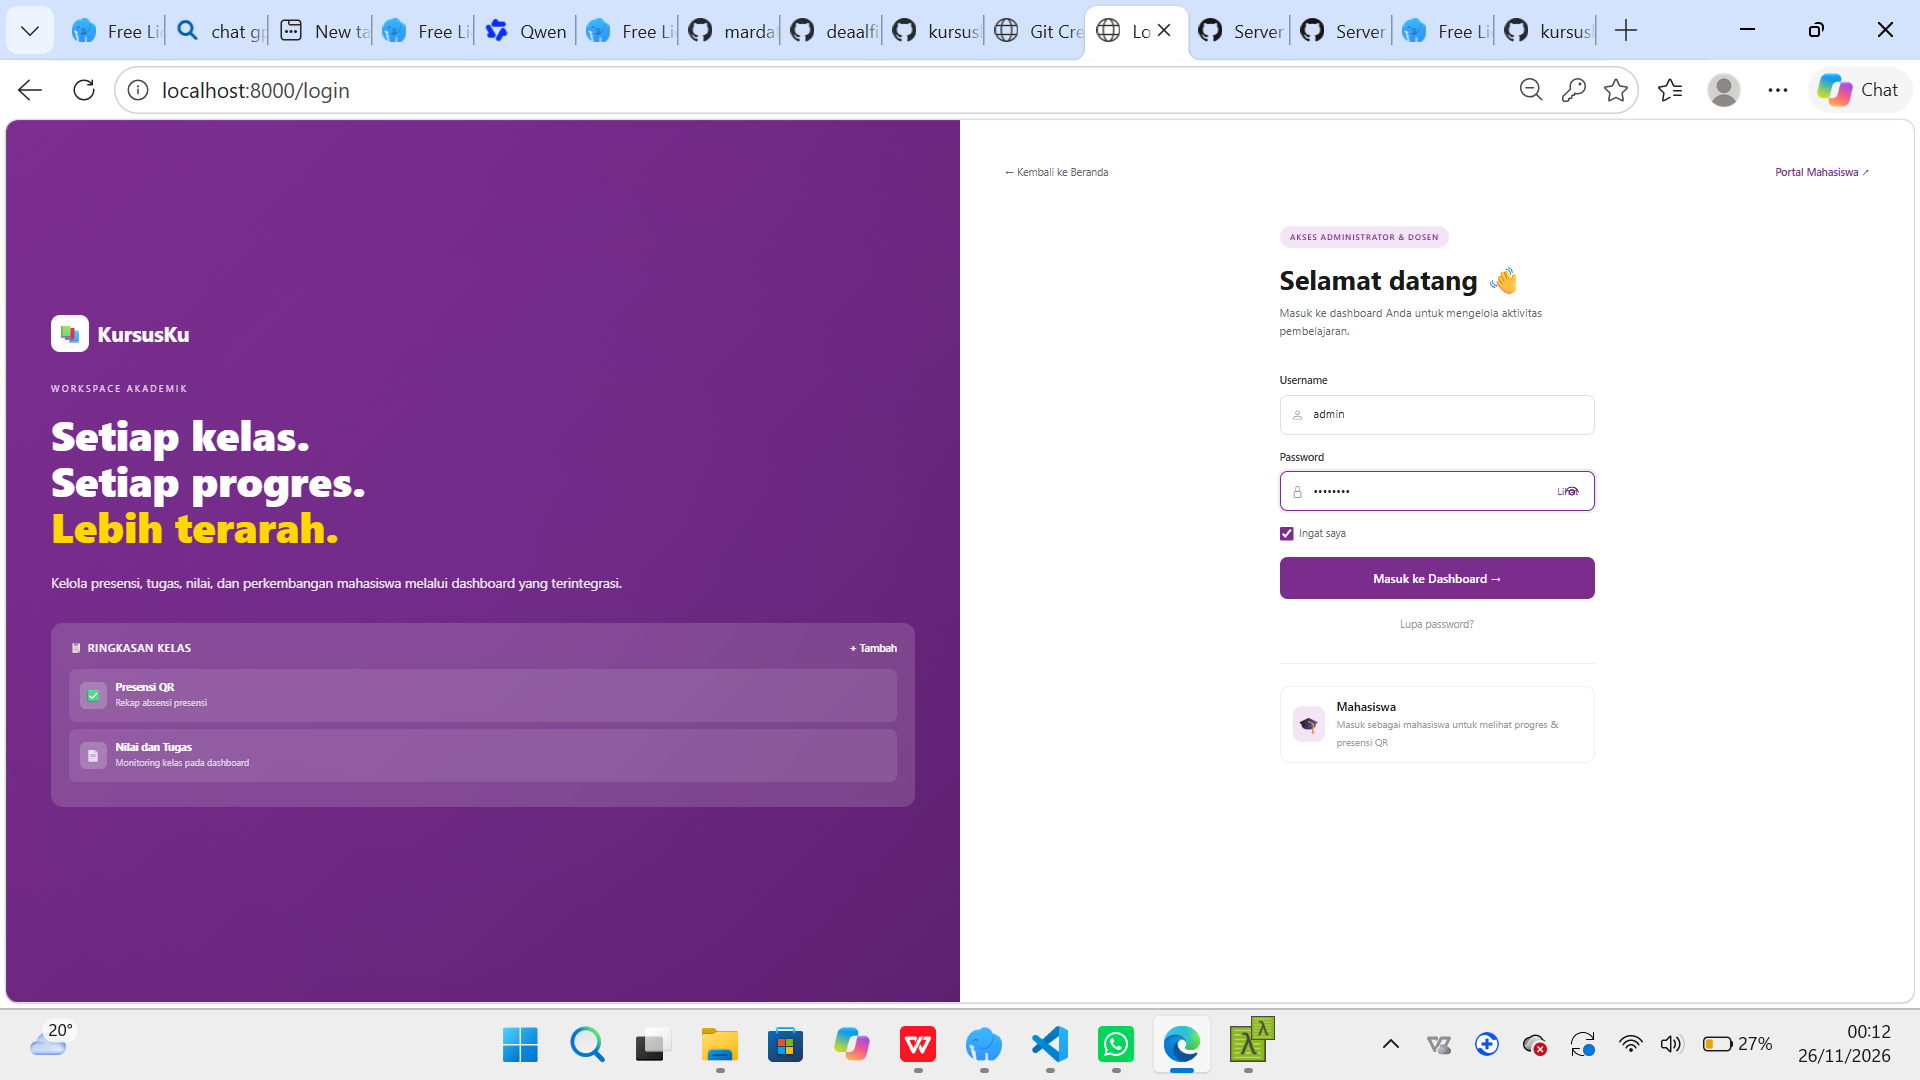 Free Li
chat gp
New ta
Free Li
Qwen
Free Li
marda
deaalfi
kursusl
Git Cre
Lo
Server
Server
Free Li
kursusl
localhost:8000/login
Chat
KursusKu
WORKSPACE AKADEMIK
Setiap kelas.
Setiap progres.
Lebih terarah.
Kelola presensi, tugas, nilai, dan perkembangan mahasiswa melalui dashboard yang terintegrasi.
RINGKASAN KELAS
+ Tambah
Presensi QR
Rekap absensi presensi
Nilai dan Tugas
Monitoring kelas pada dashboard
← Kembali ke Beranda
Portal Mahasiswa ↗
AKSES ADMINISTRATOR & DOSEN
Selamat datang 👋
Masuk ke dashboard Anda untuk mengelola aktivitas
pembelajaran.
Username
admin
Password
••••••••
Lihat
Ingat saya
Masuk ke Dashboard →
Lupa password?
Mahasiswa
Masuk sebagai mahasiswa untuk melihat progres &
presensi QR
20°
27%
00:12
26/11/2026